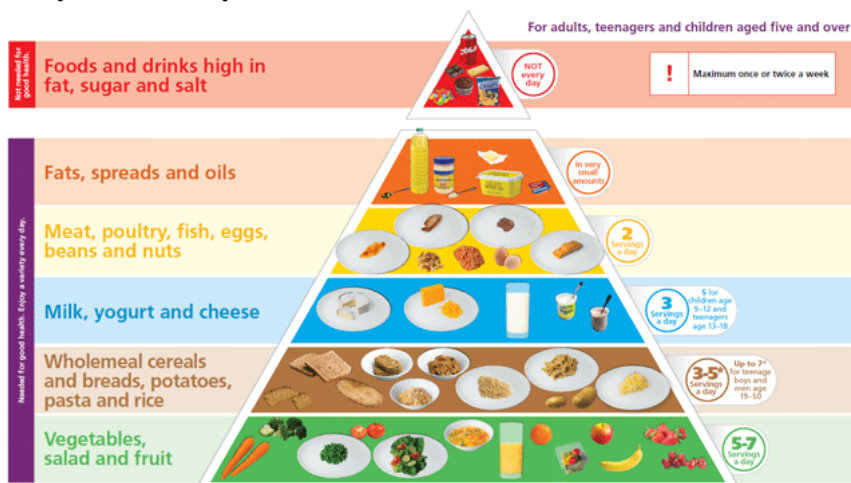 For adults, teenagers and children aged five and over
Not needed for
good health.
Foods and drinks high in
fat, sugar and salt
NOT
every
day
!
Maximum once or twice a week
Needed for good health. Enjoy a variety every day.
Fats, spreads and oils
In very
small
amounts
Meat, poultry, fish, eggs,
beans and nuts
2
Servings
a day
Milk, yogurt and cheese
3
Servings
a day
5 for
children age
9–12 and
teenagers
age 13–18
Wholemeal cereals
and breads, potatoes,
pasta and rice
3-5*
Servings
a day
Up to 7*
for teenage
boys and
men age
19–50
Vegetables,
salad and fruit
5-7
Servings
a day